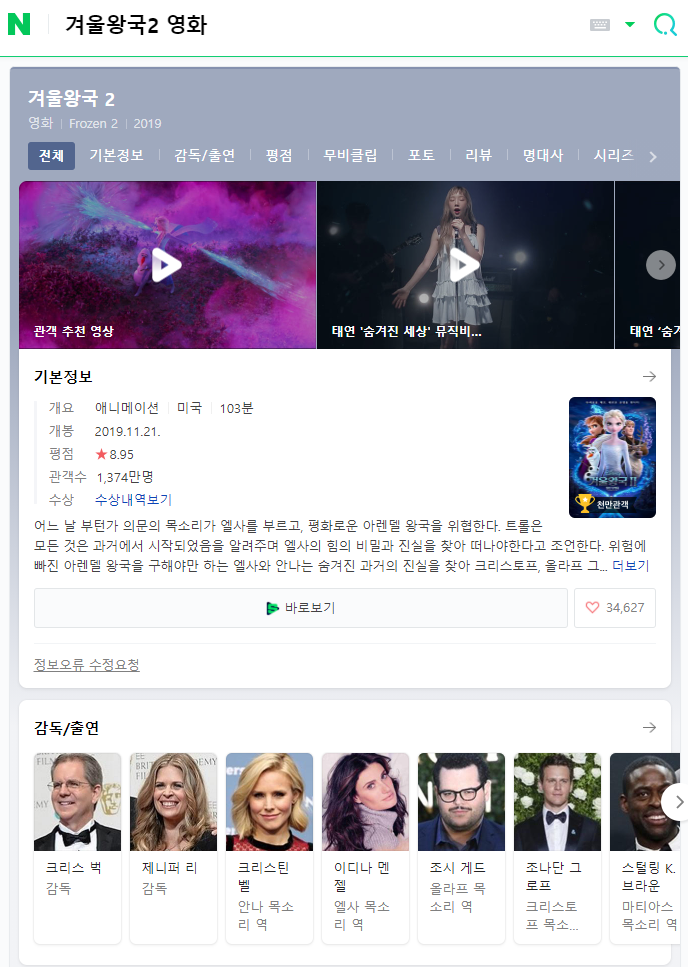 N 겨울왕국2 영화
겨울왕국 2
영화 Frozen 2 2019
전체 기본정보 감독/출연 평점 무비클립 포토 리뷰 명대사 시리즈
관객 추천 영상
태연 '숨겨진 세상' 뮤직비...
태연 '숨겨
기본정보
개요 애니메이션 미국 103분
개봉 2019.11.21.
평점 ★8.95
관객수 1,374만명
수상 수상내역보기
겨울왕국 II
천만관객
어느 날 부턴가 의문의 목소리가 엘사를 부르고, 평화로운 아렌델 왕국을 위협한다. 트롤은
모든 것은 과거에서 시작되었음을 알려주며 엘사의 힘의 비밀과 진실을 찾아 떠나야한다고 조언한다. 위험에
빠진 아렌델 왕국을 구해야만 하는 엘사와 안나는 숨겨진 과거의 진실을 찾아 크리스토프, 올라프 그... 더보기
바로보기
34,627
정보오류 수정요청
감독/출연
크리스 벅
감독
제니퍼 리
감독
크리스틴
벨
안나 목소
리 역
이디나 멘
젤
엘사 목소
리 역
조시 게드
올라프 목
소리 역
조나단 그
로프
크리스토
프 목소...
스털링 K.
브라운
마티아스
목소리 역